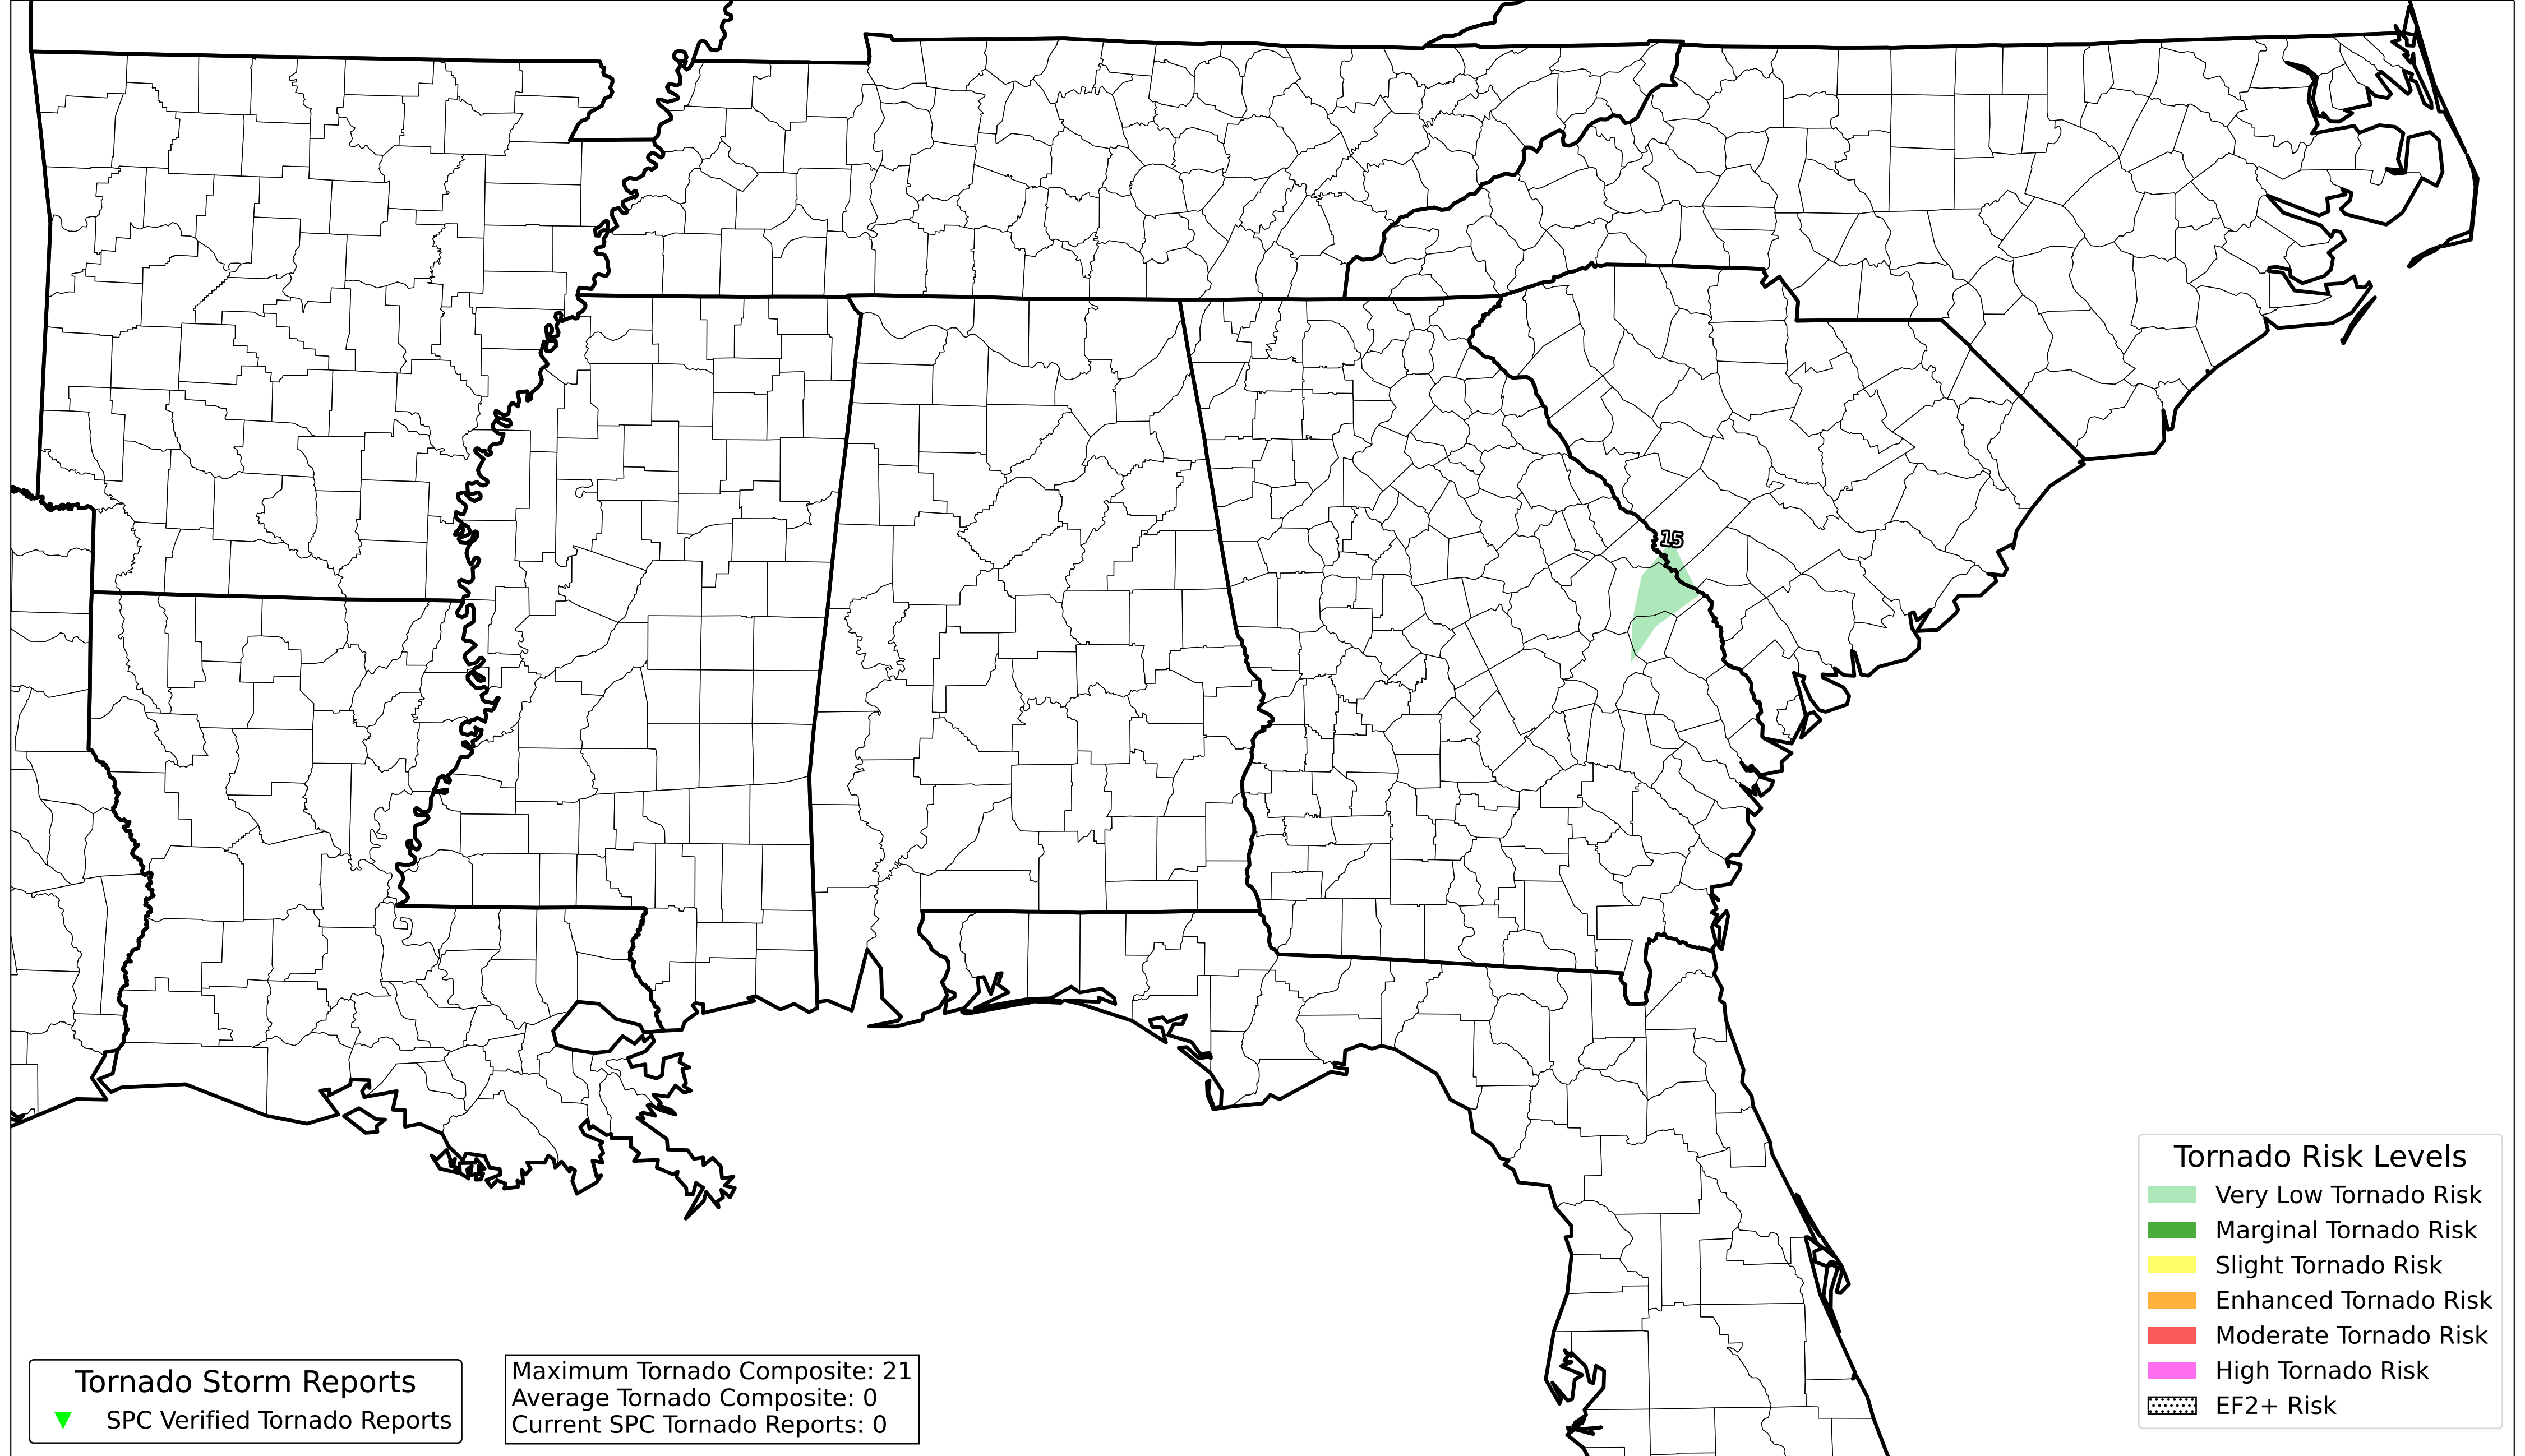 15
Tornado Risk Levels
Very Low Tornado Risk
Marginal Tornado Risk
Slight Tornado Risk
Enhanced Tornado Risk
Moderate Tornado Risk
High Tornado Risk
EF2+ Risk
Tornado Storm Reports
SPC Verified Tornado Reports
Maximum Tornado Composite: 21
Average Tornado Composite: 0
Current SPC Tornado Reports: 0